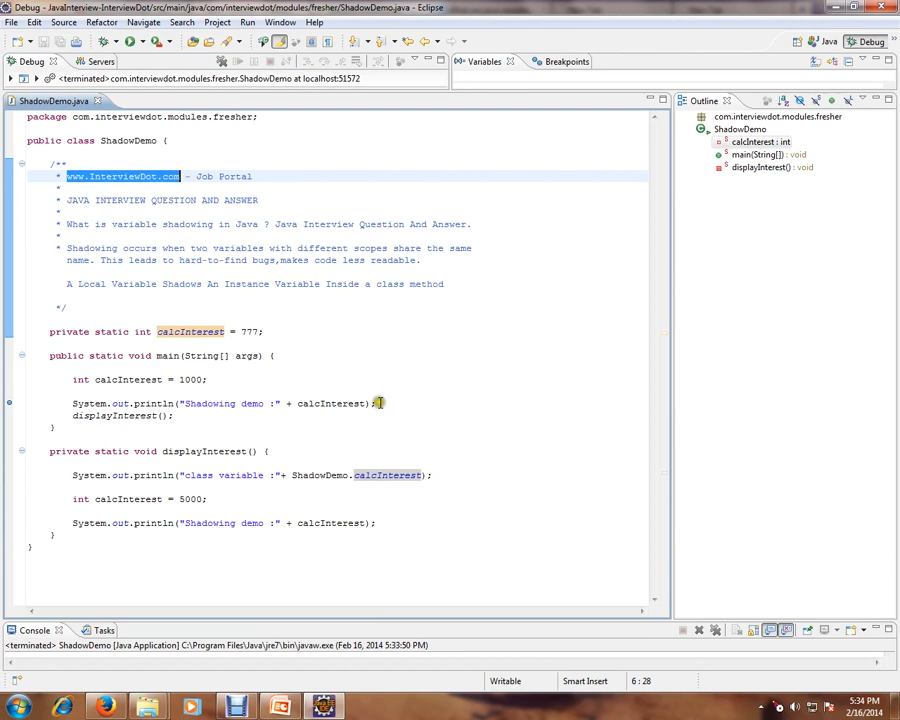 Debug - JavaInterview-InterviewDot/src/main/java/com/interviewdot/modules/fresher/ShadowDemo.java - Eclipse
File Edit Source Refactor Navigate Search Project Run Window Help
Java Debug
Debug Servers
Variables Breakpoints
<terminated>com.interviewdot.modules.fresher.ShadowDemo at localhost:51572
ShadowDemo.java
Outline
package com.interviewdot.modules.fresher;
public class ShadowDemo {
/**
* www.InterviewDot.com - Job Portal
*
* JAVA INTERVIEW QUESTION AND ANSWER
*
* What is variable shadowing in Java ? Java Interview Question And Answer.
*
* Shadowing occurs when two variables with different scopes share the same
* name. This leads to hard-to-find bugs,makes code less readable.
*
A Local Variable Shadows An Instance Variable Inside a class method
*/
private static int calcInterest = 777;
public static void main(String[] args) {
int calcInterest = 1000;
System.out.println("Shadowing demo :" + calcInterest);
displayInterest();
}
private static void displayInterest() {
System.out.println("class variable :"+ ShadowDemo.calcInterest);
int calcInterest = 5000;
System.out.println("Shadowing demo :" + calcInterest);
}
}
com.interviewdot.modules.fresher
ShadowDemo
calcInterest : int
main(String[]) : void
displayInterest() : void
Console Tasks
<terminated> ShadowDemo [Java Application] C:\Program Files\Java\jre7\bin\javaw.exe (Feb 16, 2014 5:33:50 PM)
Writable Smart Insert 6 : 28
5:34 PM
2/16/2014